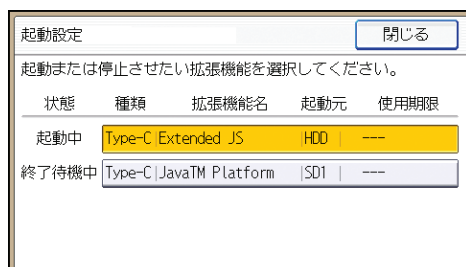 起動設定 閉じる
起動または停止させたい拡張機能を選択してください。
状態 種類 拡張機能名 起動元 使用期限
起動中 Type-C|Extended JS |HDD | ---
終了待機中 Type-C|JavaTM Platform |SD1 | ---